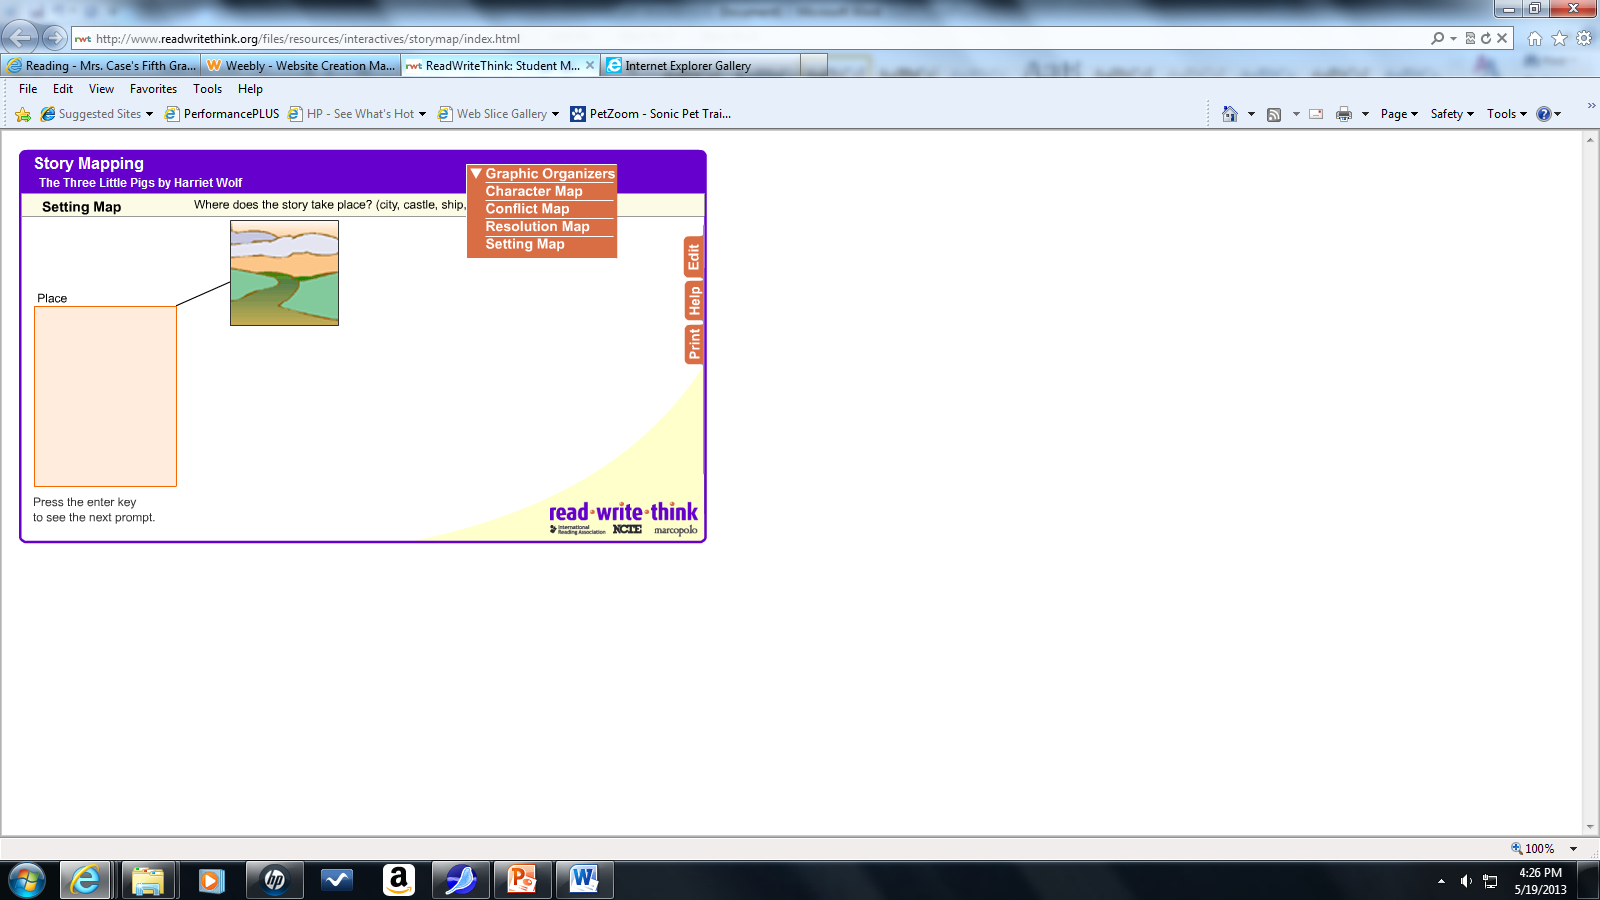 http://www.readwritethink.org/files/resources/interactives/storymap/index.html
Reading - Mrs. Case's Fifth Gra...
Weebly - Website Creation Ma...
rwt ReadWriteThink: Student M...
Internet Explorer Gallery
File Edit View Favorites Tools Help
Suggested Sites
PerformancePLUS
HP - See What's Hot
Web Slice Gallery
PetZoom - Sonic Pet Trai...
Page Safety Tools
Story Mapping
The Three Little Pigs by Harriet Wolf
Graphic Organizers
Character Map
Conflict Map
Resolution Map
Setting Map
Setting Map
Where does the story take place? (city, castle, ship,
Edit
Help
Print
Place
Press the enter key
to see the next prompt.
read·write·think
International
Reading Association
NCTE
marcopolo
100%
4:26 PM
5/19/2013